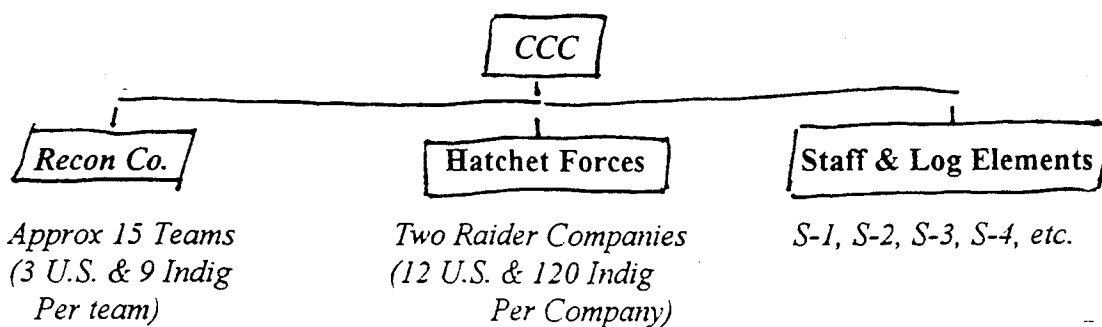 CCC
Recon Co.
Hatchet Forces
Staff & Log Elements
Approx 15 Teams
(3 U.S. & 9 Indig
Per team)
Two Raider Companies
(12 U.S. & 120 Indig
Per Company)
S-1, S-2, S-3, S-4, etc.